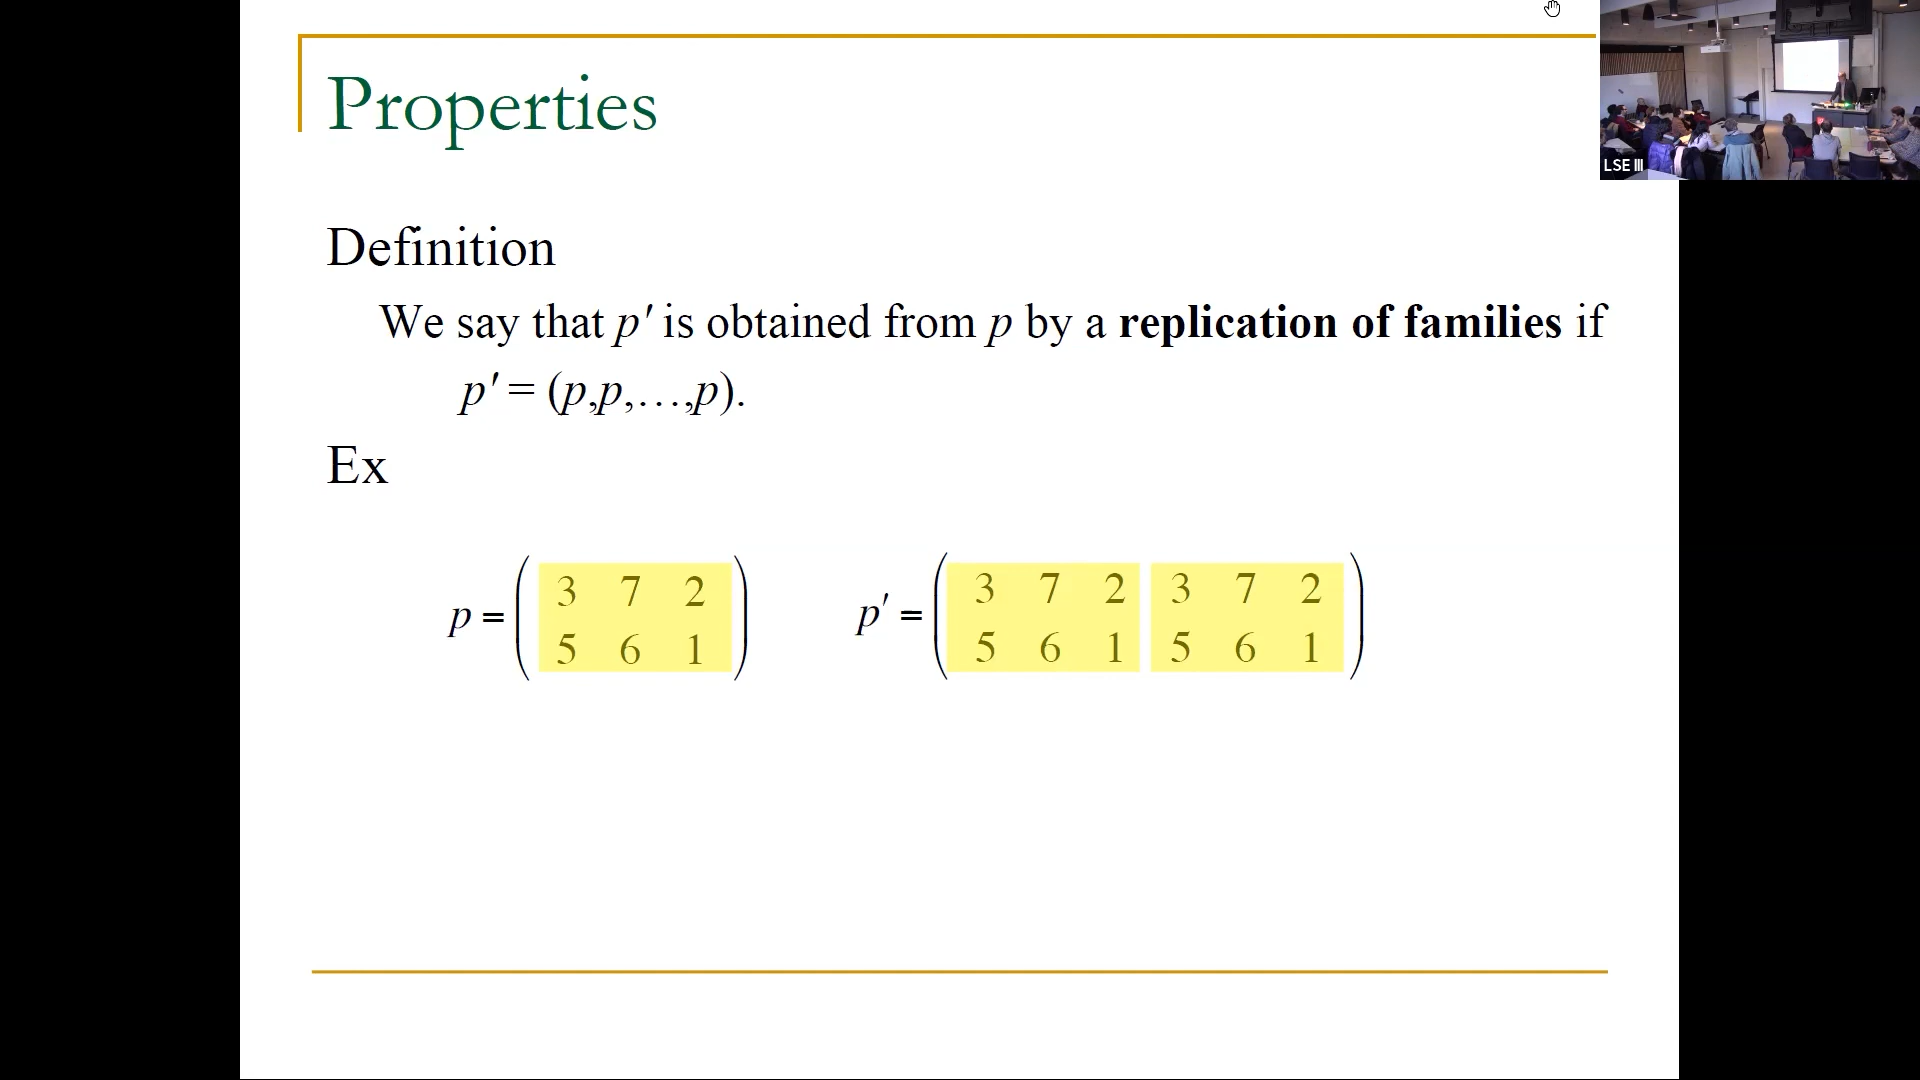 Properties
LSE III
Definition
We say that p′ is obtained from p by a replication of families if
p′ = (p,p,…,p).
Ex
p = ( 3 7 2
5 6 1 )
p′ = ( 3 7 2 3 7 2
5 6 1 5 6 1 )